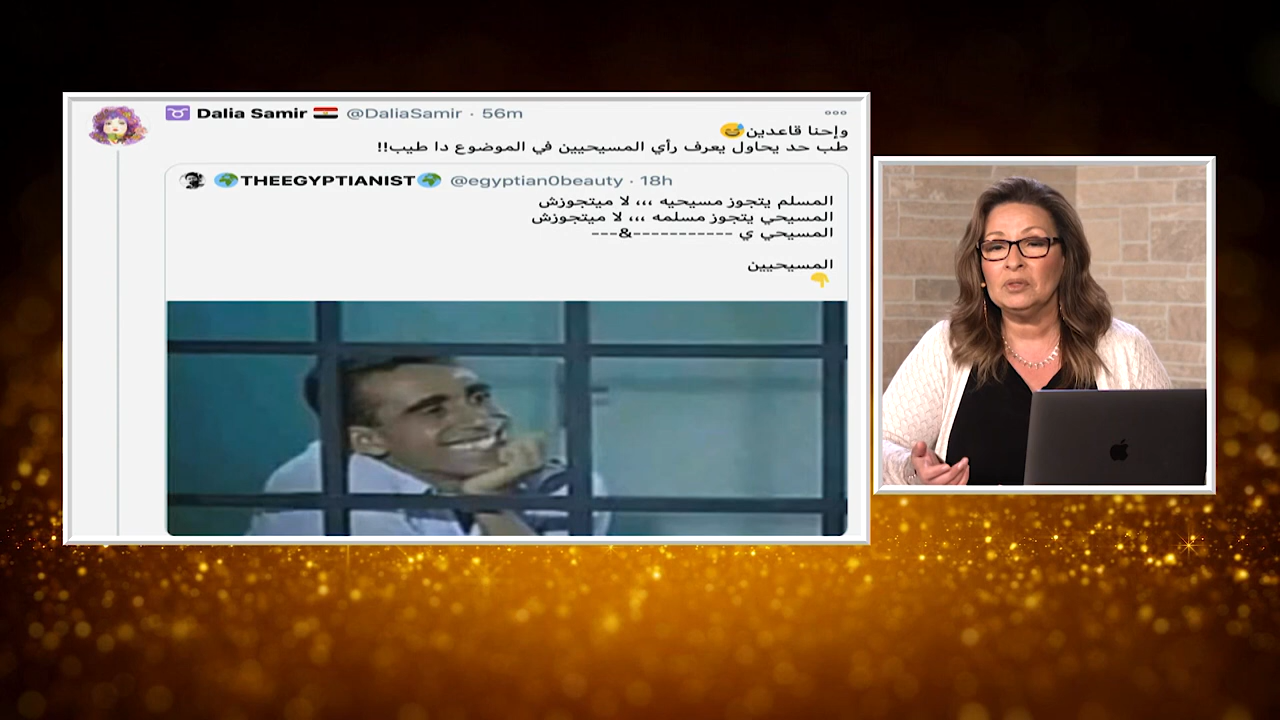 ♉ Dalia Samir 🇪🇬 @DaliaSamir · 56m
وإحنا قاعدين😅
طب حد يحاول يعرف رأي المسيحيين في الموضوع دا طيب!!
🌍THEEGYPTIANIST🌍 @egyptian0beauty · 18h
المسلم يتجوز مسيحيه ،،، لا ميتجوزش
المسيحي يتجوز مسلمه ،،، لا ميتجوزش
المسيحي ي -----------&---
المسيحيين
👇